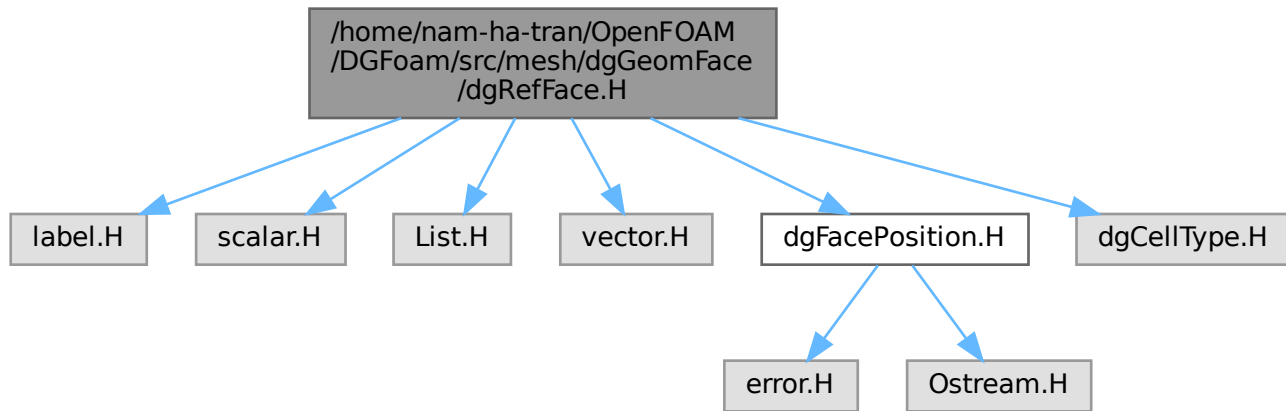 /home/nam-ha-tran/OpenFOAM
/DGFoam/src/mesh/dgGeomFace
/dgRefFace.H
label.H
scalar.H
List.H
vector.H
dgFacePosition.H
dgCellType.H
error.H
Ostream.H